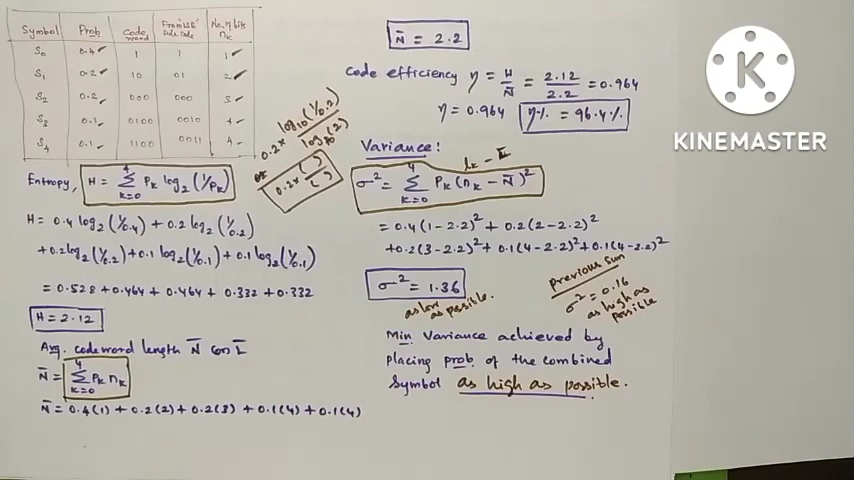 Symbol Prob Code word From LSB side code No. of bits nk
S0 0.4 1 1 1
S1 0.2 10 01 2
S2 0.2 000 000 3
S3 0.1 0100 0010 4
S4 0.1 1100 0011 4
0.2 × log10(1/0.2) / log10(2)
0.2 × ( ) / ( )
Entropy, H = 4 Σ k=0 Pk log2 (1/Pk)
H = 0.4 log2 (1/0.4) + 0.2 log2 (1/0.2)
+ 0.2 log2 (1/0.2) + 0.1 log2 (1/0.1) + 0.1 log2 (1/0.1)
= 0.528 + 0.464 + 0.464 + 0.332 + 0.332
H = 2.12
Avg. codeword length N̄ (or) L̄
N̄ = 4 Σ k=0 Pk nk
N̄ = 0.4(1) + 0.2(2) + 0.2(3) + 0.1(4) + 0.1(4)
N̄ = 2.2
Code efficiency η = H/N̄ = 2.12/2.2 = 0.964
η = 0.964 η% = 96.4%
Variance:
lk - L̄
σ² = 4 Σ k=0 Pk (nk - N̄)²
= 0.4(1-2.2)² + 0.2(2-2.2)²
+0.2(3-2.2)² + 0.1(4-2.2)² + 0.1(4-2.2)²
σ² = 1.36
as low as possible.
previous sum
σ² = 0.16
as high as possible
Min Variance achieved by
placing prob of the combined
Symbol as high as possible.
K
KINEMASTER